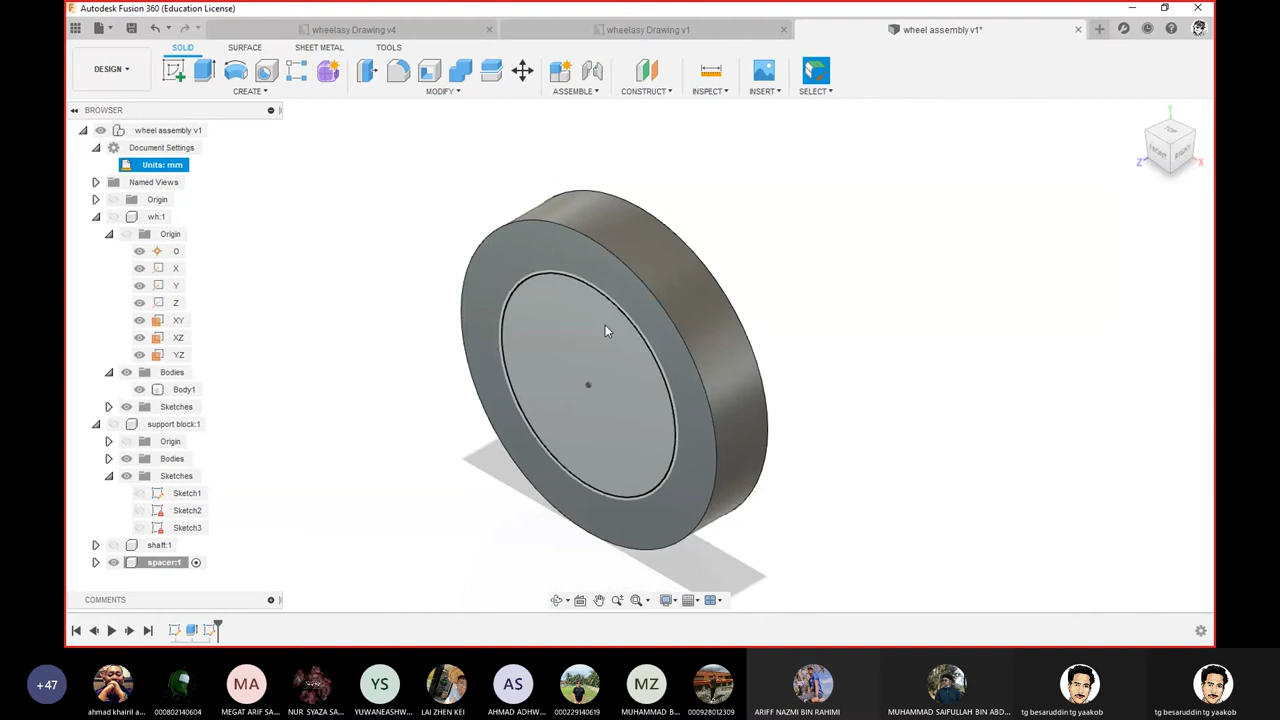 Autodesk Fusion 360 (Education License)
wheelasy Drawing v4
wheelasy Drawing v1
wheel assembly v1*
SOLID
SURFACE
SHEET METAL
TOOLS
DESIGN
CREATE
MODIFY
ASSEMBLE
CONSTRUCT
INSPECT
INSERT
SELECT
BROWSER
wheel assembly v1
Document Settings
Units: mm
Named Views
Origin
wh:1
Origin
O
X
Y
Z
XY
XZ
YZ
Bodies
Body1
Sketches
support block:1
Origin
Bodies
Sketches
Sketch1
Sketch2
Sketch3
shaft:1
spacer:1
Y
TOP
FRONT
RIGHT
Z
X
COMMENTS
+47
MA
YS
AS
MZ
ahmad khairil a...
000802140604
MEGAT ARIF SA...
NUR SYAZA SA...
YUWANEASHW...
LAI ZHEN KEI
AHMAD ADHW...
000229140619
MUHAMMAD B...
000928012309
ARIFF NAZMI BIN RAHIMI
MUHAMMAD SAIFULLAH BIN ABD...
tg besaruddin tg yaakob
tg besaruddin tg yaakob